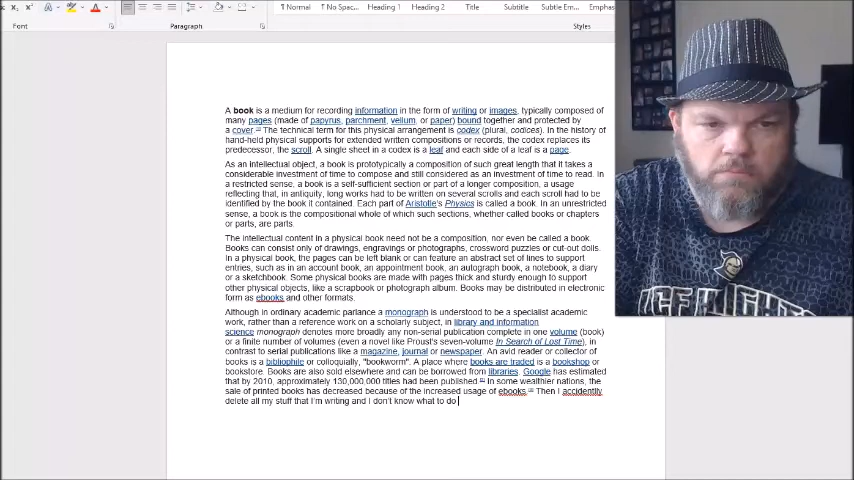 Font
Paragraph
Styles
¶ Normal
¶ No Spac...
Heading 1
Heading 2
Title
Subtitle
Subtle Em...
Empha
A book is a medium for recording information in the form of writing or images, typically composed of
many pages (made of papyrus, parchment, vellum, or paper) bound together and protected by
a cover. The technical term for this physical arrangement is codex (plural, codices). In the history of
hand-held physical supports for extended written compositions or records, the codex replaces its
predecessor, the scroll. A single sheet in a codex is a leaf and each side of a leaf is a page.
As an intellectual object, a book is prototypically a composition of such great length that it takes a
considerable investment of time to compose and still considered as an investment of time to read. In
a restricted sense, a book is a self-sufficient section or part of a longer composition, a usage
reflecting that, in antiquity, long works had to be written on several scrolls and each scroll had to be
identified by the book it contained. Each part of Aristotle's Physics is called a book. In an unrestricted
sense, a book is the compositional whole of which such sections, whether called books or chapters
or parts, are parts.
The intellectual content in a physical book need not be a composition, nor even be called a book.
Books can consist only of drawings, engravings or photographs, crossword puzzles or cut-out dolls.
In a physical book, the pages can be left blank or can feature an abstract set of lines to support
entries, such as in an account book, an appointment book, an autograph book, a notebook, a diary
or a sketchbook. Some physical books are made with pages thick and sturdy enough to support
other physical objects, like a scrapbook or photograph album. Books may be distributed in electronic
form as ebooks and other formats.
Although in ordinary academic parlance a monograph is understood to be a specialist academic
work, rather than a reference work on a scholarly subject, in library and information
science monograph denotes more broadly any non-serial publication complete in one volume (book)
or a finite number of volumes (even a novel like Proust's seven-volume In Search of Lost Time), in
contrast to serial publications like a magazine, journal or newspaper. An avid reader or collector of
books is a bibliophile or colloquially, "bookworm". A place where books are traded is a bookshop or
bookstore. Books are also sold elsewhere and can be borrowed from libraries. Google has estimated
that by 2010, approximately 130,000,000 titles had been published. In some wealthier nations, the
sale of printed books has decreased because of the increased usage of ebooks. Then I accidently
delete all my stuff that I'm writing and I don't know what to do